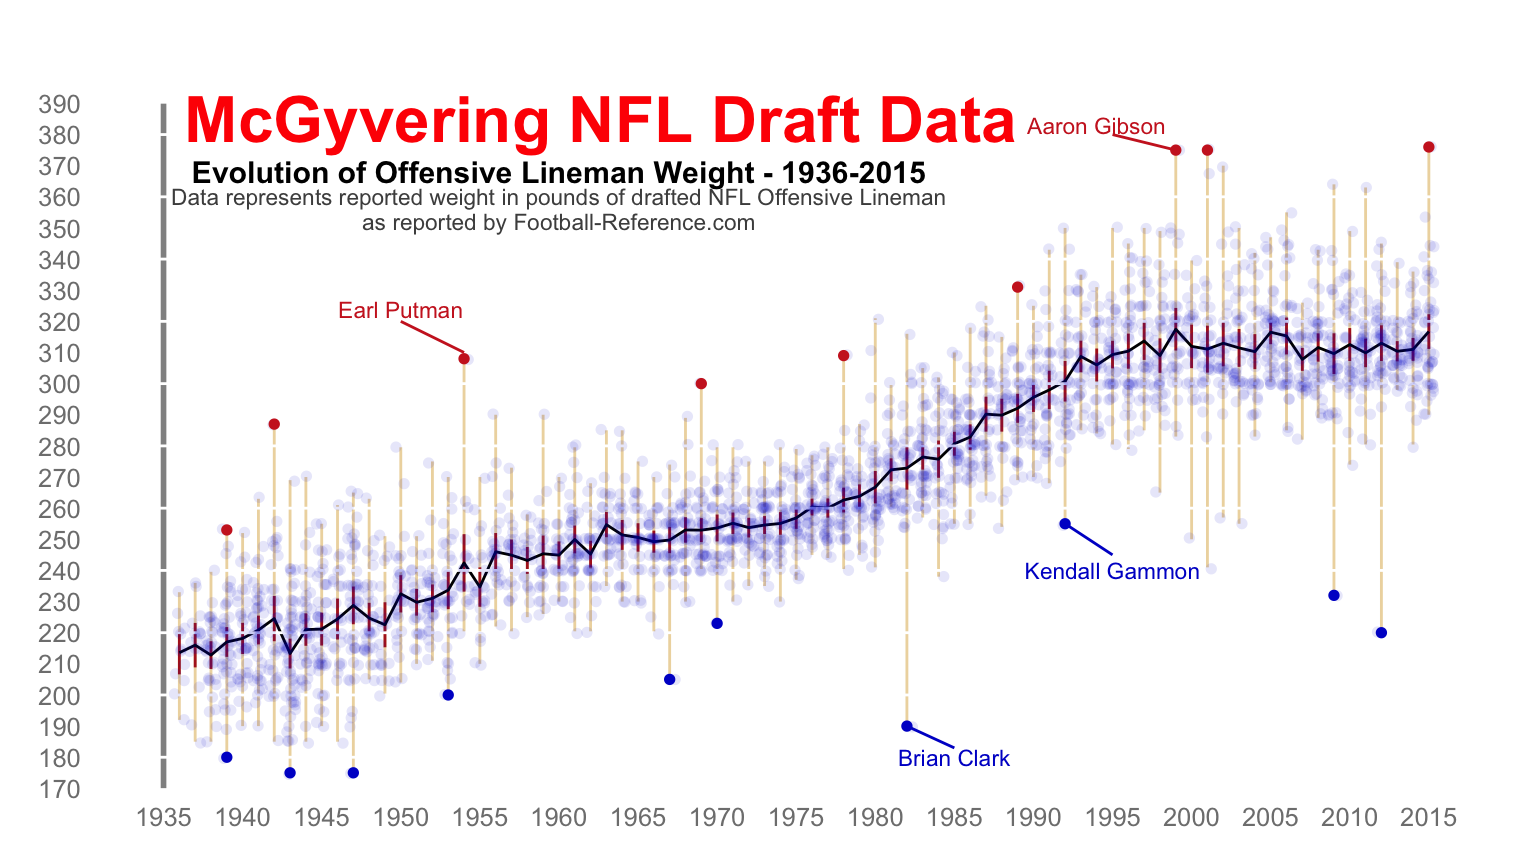 McGyvering NFL Draft Data
Evolution of Offensive Lineman Weight - 1936-2015
Data represents reported weight in pounds of drafted NFL Offensive Lineman
as reported by Football-Reference.com
390
380
370
360
350
340
330
320
310
300
290
280
270
260
250
240
230
220
210
200
190
180
170
Aaron Gibson
Earl Putman
Kendall Gammon
Brian Clark
1935 1940 1945 1950 1955 1960 1965 1970 1975 1980 1985 1990 1995 2000 2005 2010 2015